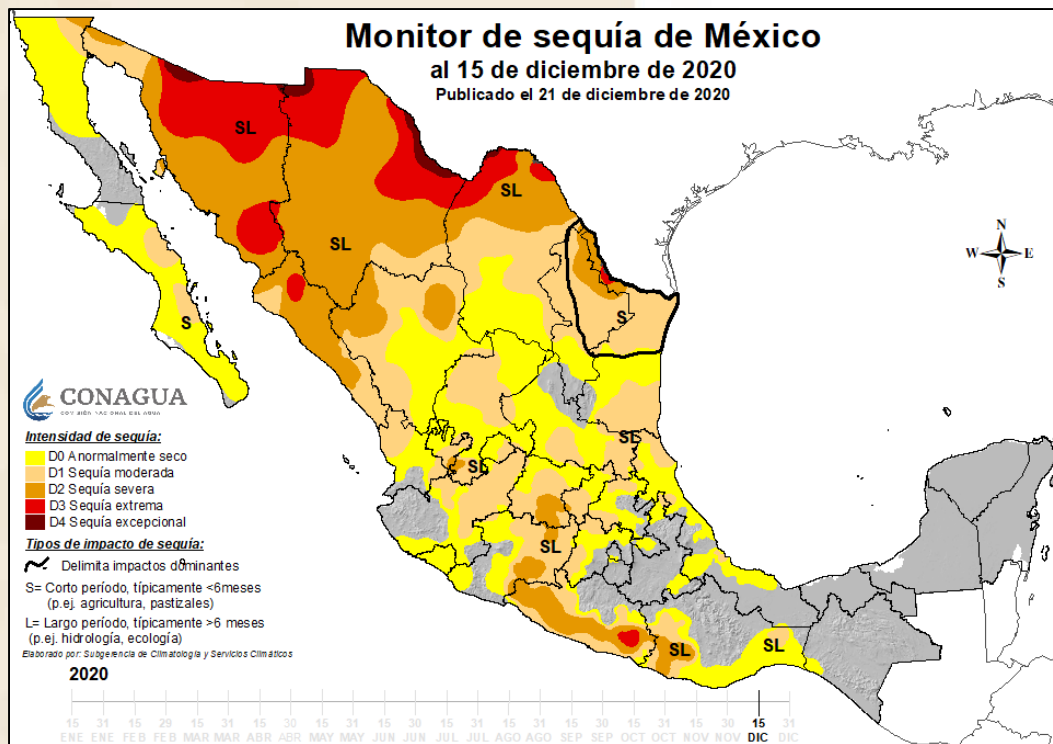 Monitor de sequía de México
al 15 de diciembre de 2020
Publicado el 21 de diciembre de 2020
N
W E
S
SL
SL
SL
S
S
SL
SL
SL
SL
SL
CONAGUA
COMISIÓN NACIONAL DEL AGUA
Intensidad de sequía:
D0 Anormalmente seco
D1 Sequía moderada
D2 Sequía severa
D3 Sequía extrema
D4 Sequía excepcional
Tipos de impacto de sequía:
Delimita impactos dominantes
S= Corto período, típicamente <6meses
(p.ej. agricultura, pastizales)
L= Largo período, típicamente >6 meses
(p.ej. hidrología, ecología)
Elaborado por: Subgerencia de Climatología y Servicios Climáticos
2020
15 31 15 29 15 31 15 30 15 31 15 30 15 31 15 31 15 30 15 31 15 30 15 31
ENE ENE FEB FEB MAR MAR ABR ABR MAY MAY JUN JUN JUL JUL AGO AGO SEP SEP OCT OCT NOV NOV DIC DIC